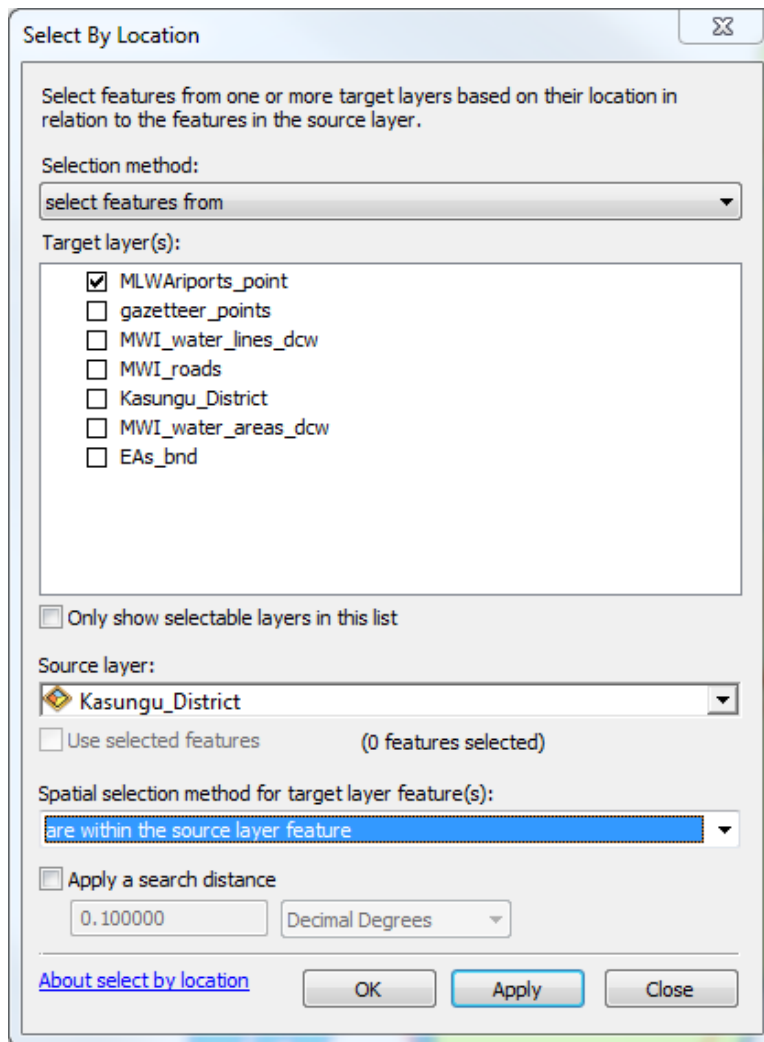 Select By Location
Select features from one or more target layers based on their location in
relation to the features in the source layer.
Selection method:
select features from
Target layer(s):
MLWAriports_point
gazetteer_points
MWI_water_lines_dcw
MWI_roads
Kasungu_District
MWI_water_areas_dcw
EAs_bnd
Only show selectable layers in this list
Source layer:
Kasungu_District
Use selected features (0 features selected)
Spatial selection method for target layer feature(s):
are within the source layer feature
Apply a search distance
0.100000 Decimal Degrees
About select by location OK Apply Close